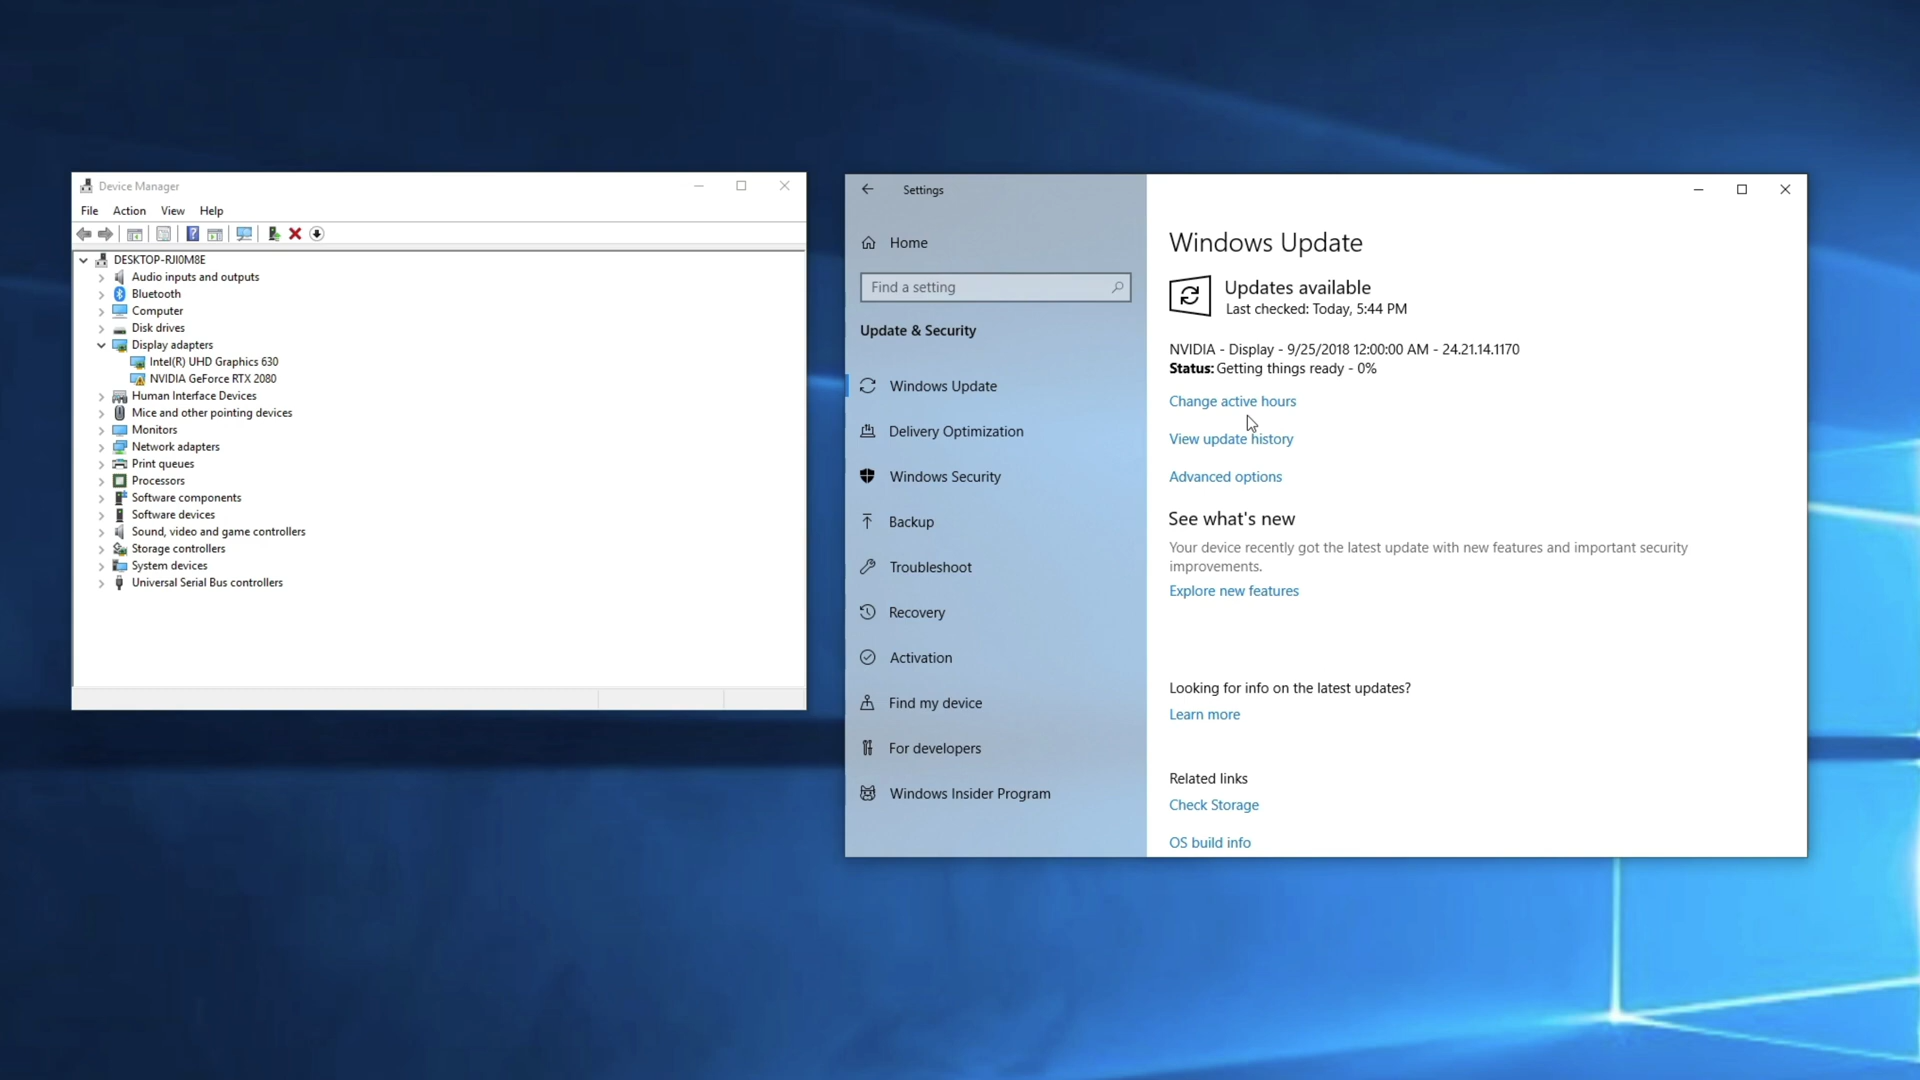 Device Manager
File Action View Help
DESKTOP-RJI0M8E
Audio inputs and outputs
Bluetooth
Computer
Disk drives
Display adapters
Intel(R) UHD Graphics 630
NVIDIA GeForce RTX 2080
Human Interface Devices
Mice and other pointing devices
Monitors
Network adapters
Print queues
Processors
Software components
Software devices
Sound, video and game controllers
Storage controllers
System devices
Universal Serial Bus controllers
Settings
Home
Find a setting
Update & Security
Windows Update
Delivery Optimization
Windows Security
Backup
Troubleshoot
Recovery
Activation
Find my device
For developers
Windows Insider Program
Windows Update
Updates available
Last checked: Today, 5:44 PM
NVIDIA - Display - 9/25/2018 12:00:00 AM - 24.21.14.1170
Status: Getting things ready - 0%
Change active hours
View update history
Advanced options
See what's new
Your device recently got the latest update with new features and important security
improvements.
Explore new features
Looking for info on the latest updates?
Learn more
Related links
Check Storage
OS build info